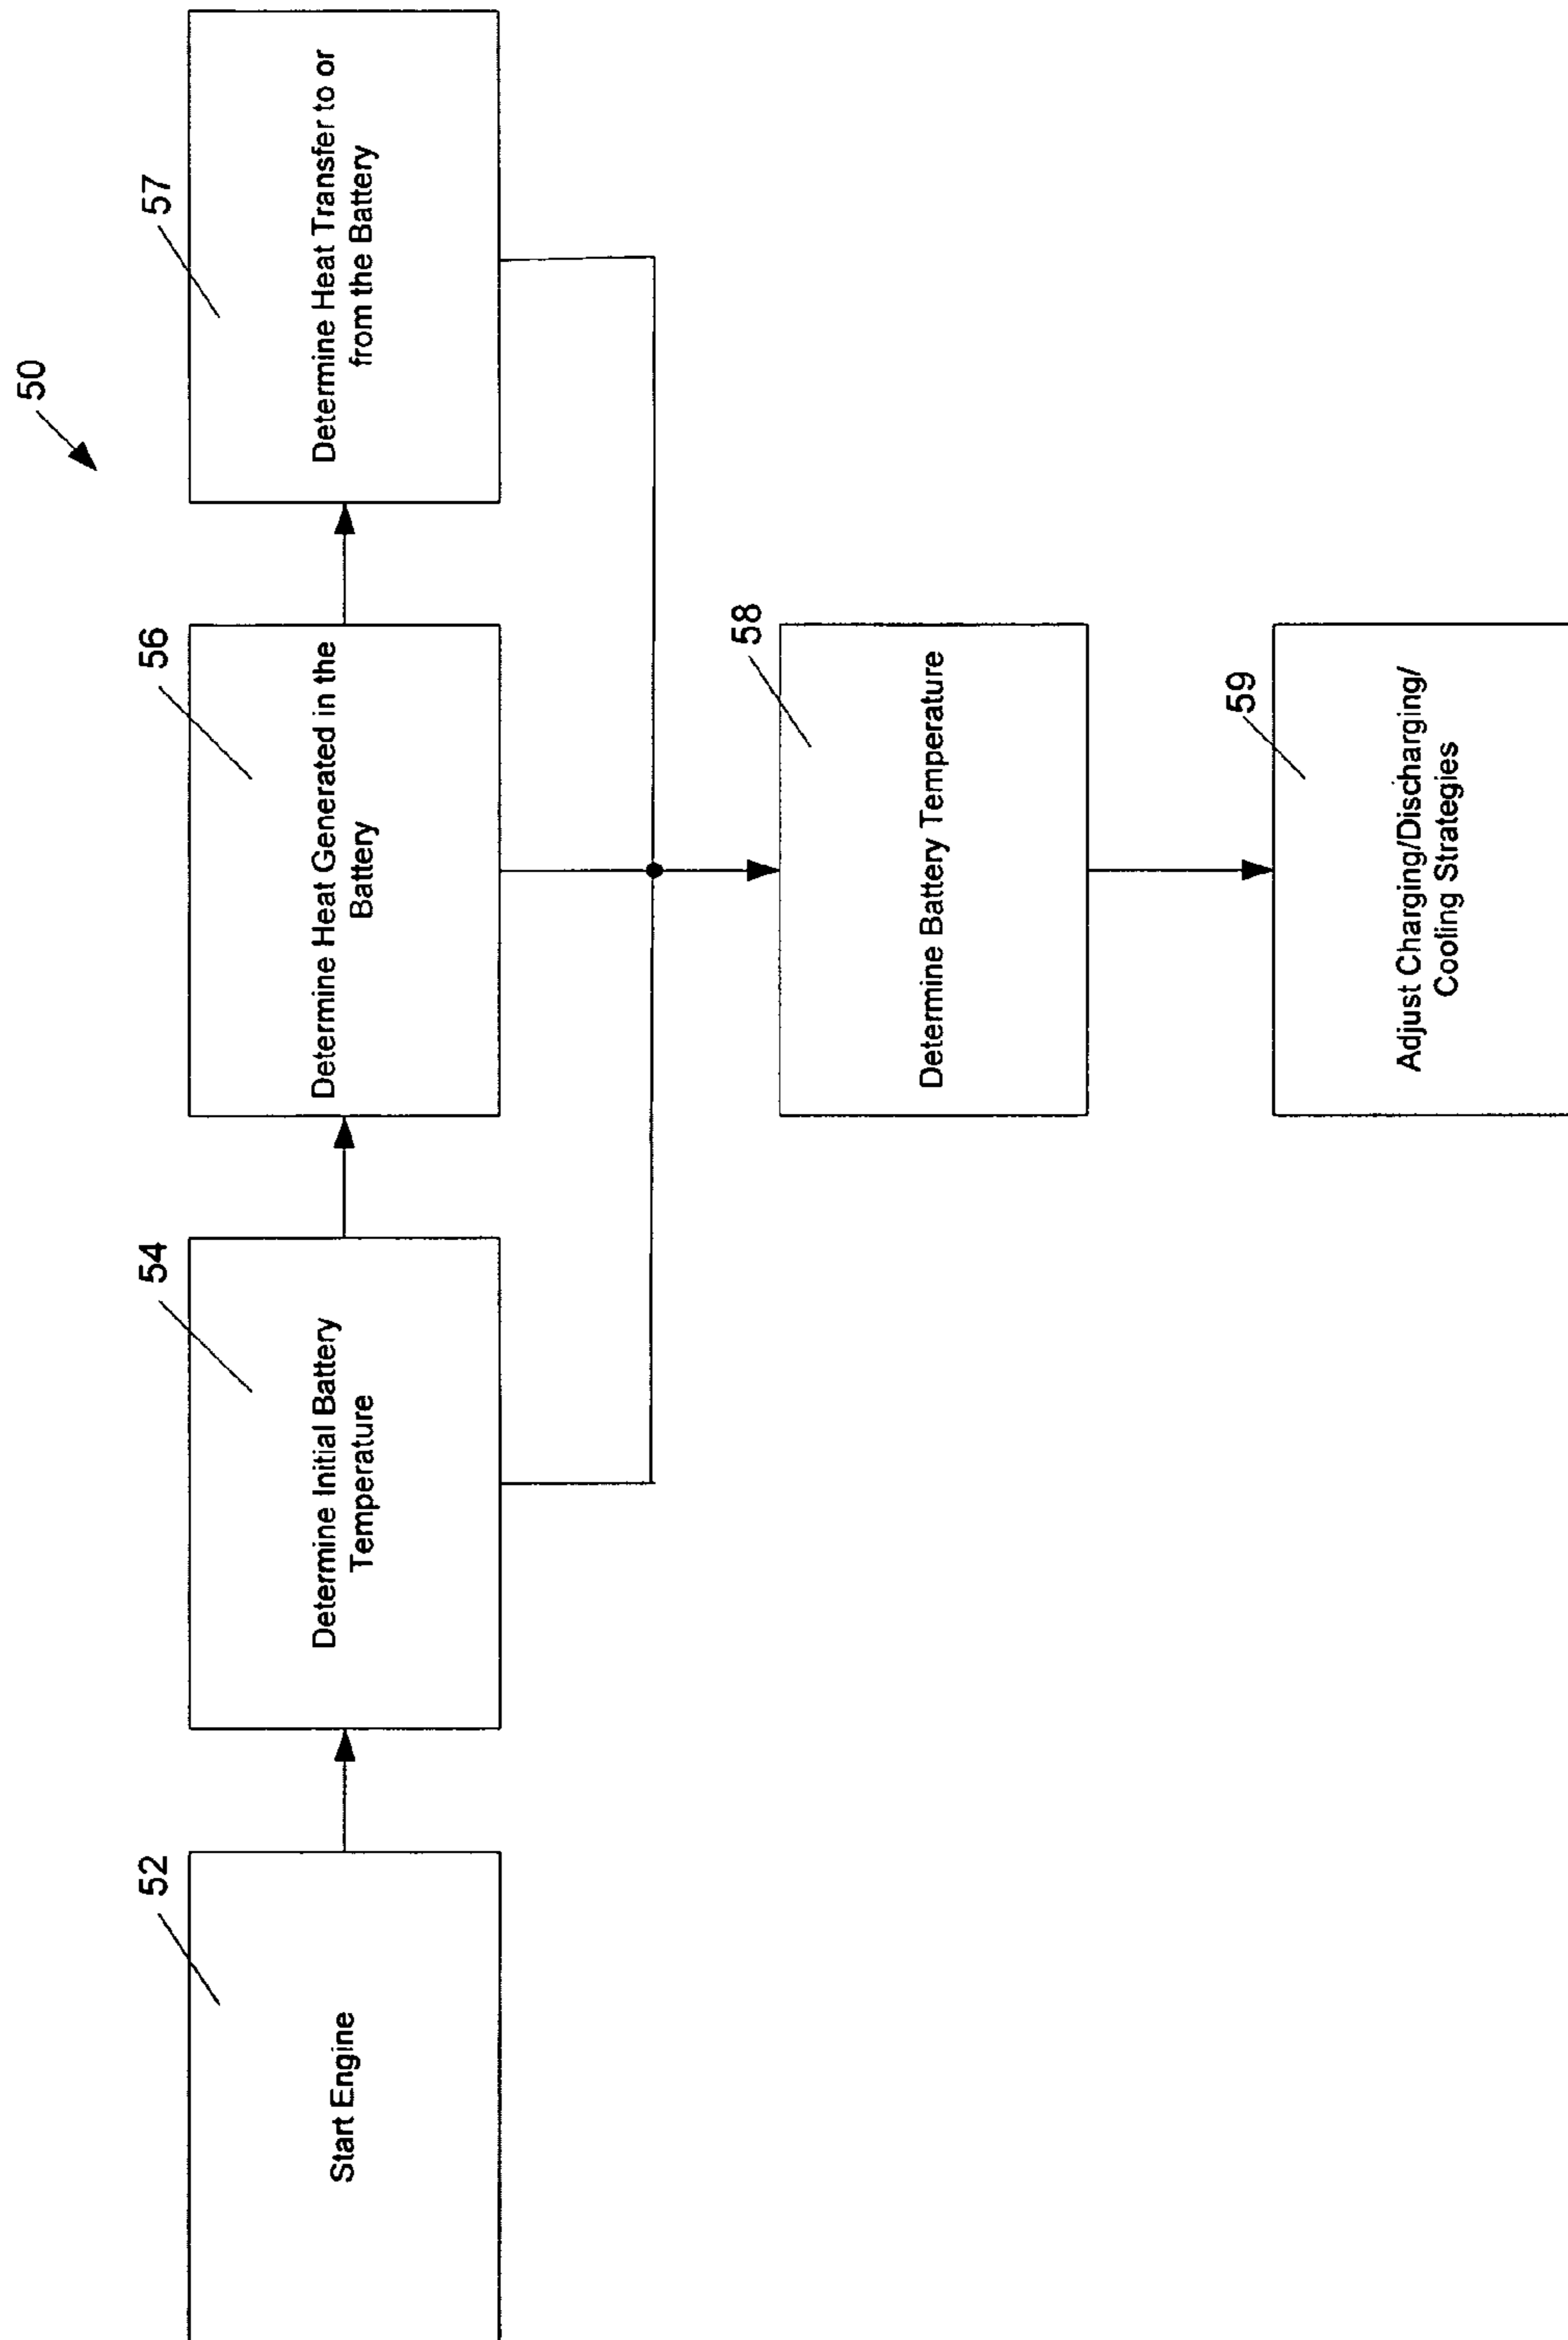 50
52
Start Engine
54
Determine Initial Battery
Temperature
56
Determine Heat Generated in the
Battery
57
Determine Heat Transfer to or
from the Battery
58
Determine Battery Temperature
59
Adjust Charging/Discharging/
Cooling Strategies